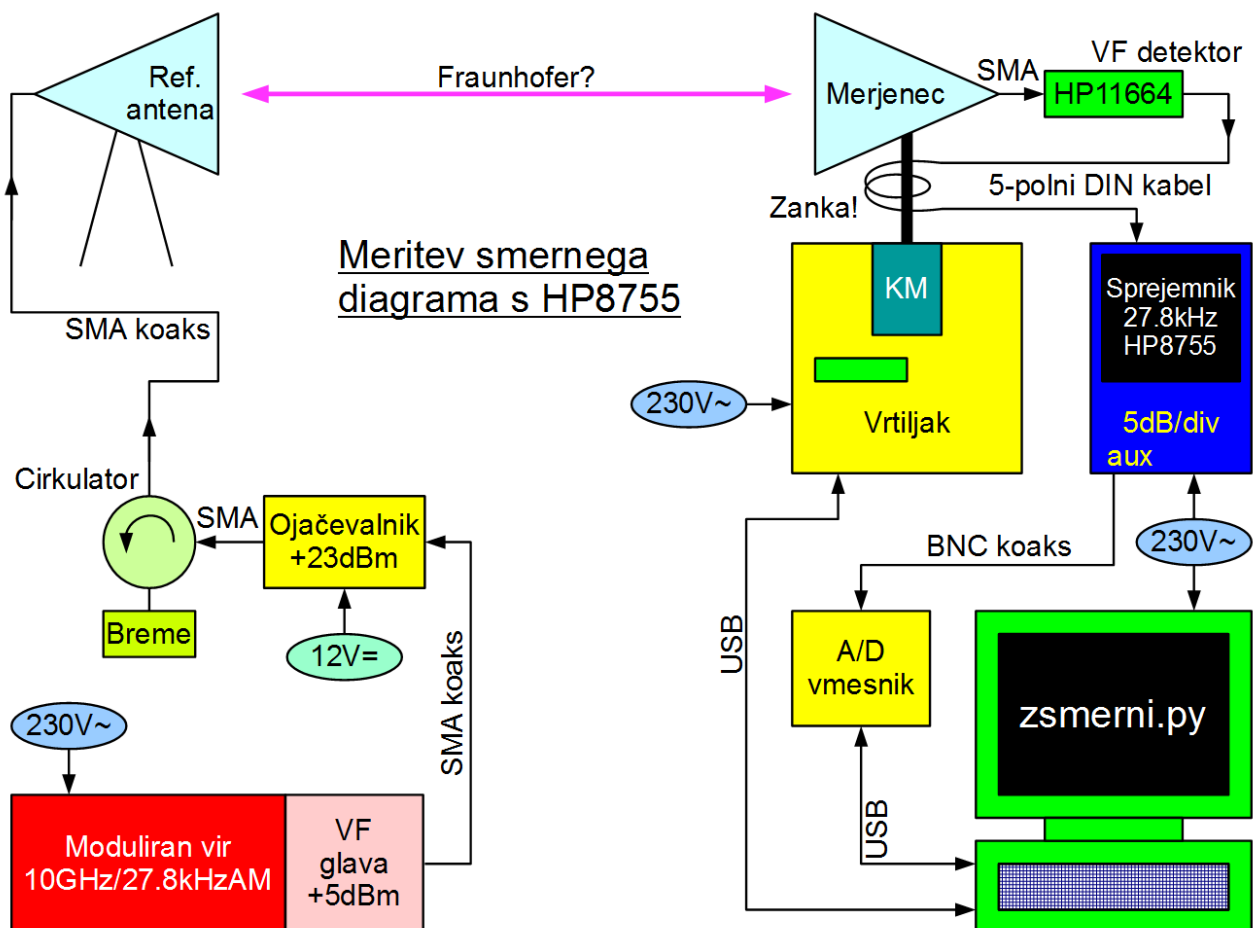 Ref.
antena
Fraunhofer?
Merjenec
SMA
VF detektor
HP11664
5-polni DIN kabel
Zanka!
Meritev smernega
diagrama s HP8755
SMA koaks
KM
Sprejemnik
27.8kHz
HP8755
230V~
Vrtiljak
5dB/div
aux
Cirkulator
SMA
Ojačevalnik
+23dBm
BNC koaks
230V~
Breme
12V=
SMA koaks
USB
A/D
vmesnik
zsmerni.py
230V~
USB
Moduliran vir
10GHz/27.8kHzAM
VF
glava
+5dBm